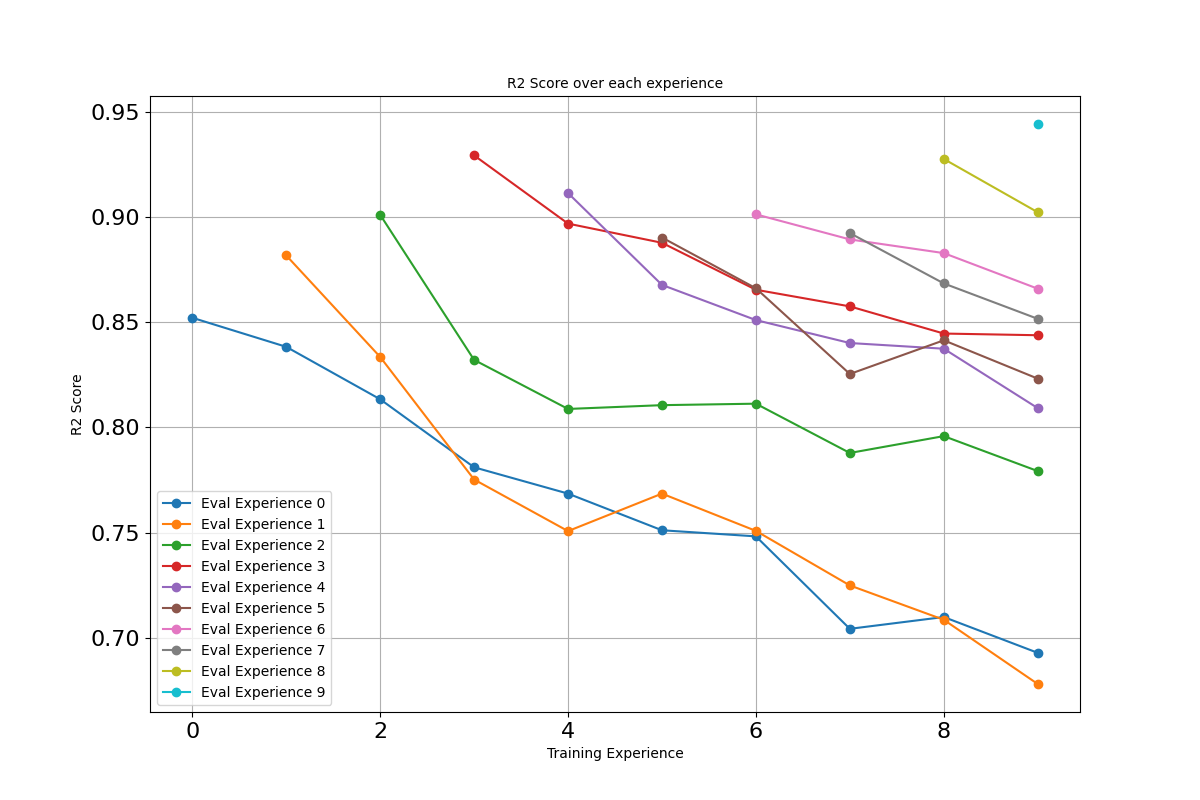 R2 Score over each experience
0.95
0.90
0.85
0.80
0.75
0.70
R2 Score
Eval Experience 0
Eval Experience 1
Eval Experience 2
Eval Experience 3
Eval Experience 4
Eval Experience 5
Eval Experience 6
Eval Experience 7
Eval Experience 8
Eval Experience 9
0 2 4 6 8
Training Experience